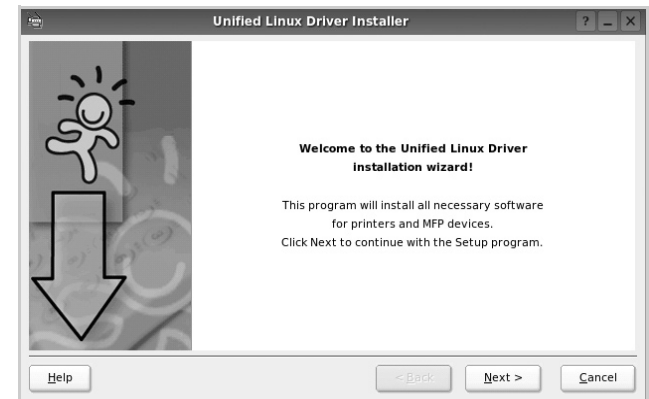 Unified Linux Driver Installer
Welcome to the Unified Linux Driver
installation wizard!
This program will install all necessary software
for printers and MFP devices.
Click Next to continue with the Setup program.
Help
< Back
Next >
Cancel